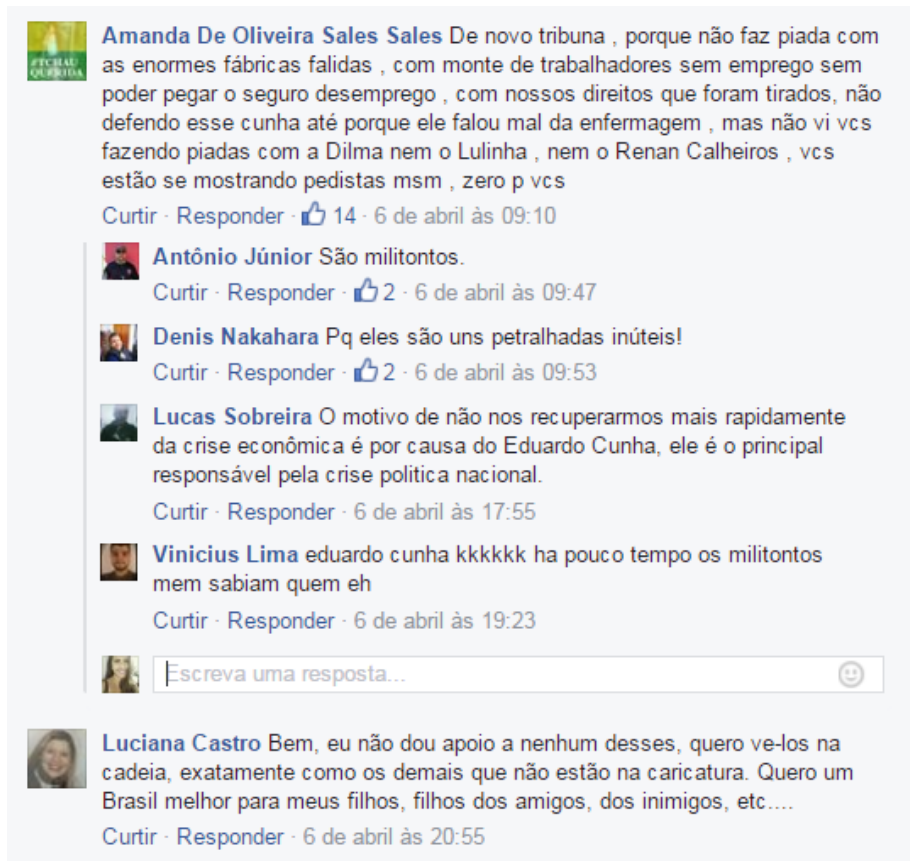 #TCHAU
QUERIDA
Amanda De Oliveira Sales Sales De novo tribuna , porque não faz piada com
as enormes fábricas falidas , com monte de trabalhadores sem emprego sem
poder pegar o seguro desemprego , com nossos direitos que foram tirados, não
defendo esse cunha até porque ele falou mal da enfermagem , mas não vi vcs
fazendo piadas com a Dilma nem o Lulinha , nem o Renan Calheiros , vcs
estão se mostrando pedistas msm , zero p vcs
Curtir · Responder · 14 · 6 de abril às 09:10
Antônio Júnior São militontos.
Curtir · Responder · 2 · 6 de abril às 09:47
Denis Nakahara Pq eles são uns petralhadas inúteis!
Curtir · Responder · 2 · 6 de abril às 09:53
Lucas Sobreira O motivo de não nos recuperarmos mais rapidamente
da crise econômica é por causa do Eduardo Cunha, ele é o principal
responsável pela crise politica nacional.
Curtir · Responder · 6 de abril às 17:55
Vinicius Lima eduardo cunha kkkkkk ha pouco tempo os militontos
mem sabiam quem eh
Curtir · Responder · 6 de abril às 19:23
Escreva uma resposta...
Luciana Castro Bem, eu não dou apoio a nenhum desses, quero ve-los na
cadeia, exatamente como os demais que não estão na caricatura. Quero um
Brasil melhor para meus filhos, filhos dos amigos, dos inimigos, etc....
Curtir · Responder · 6 de abril às 20:55